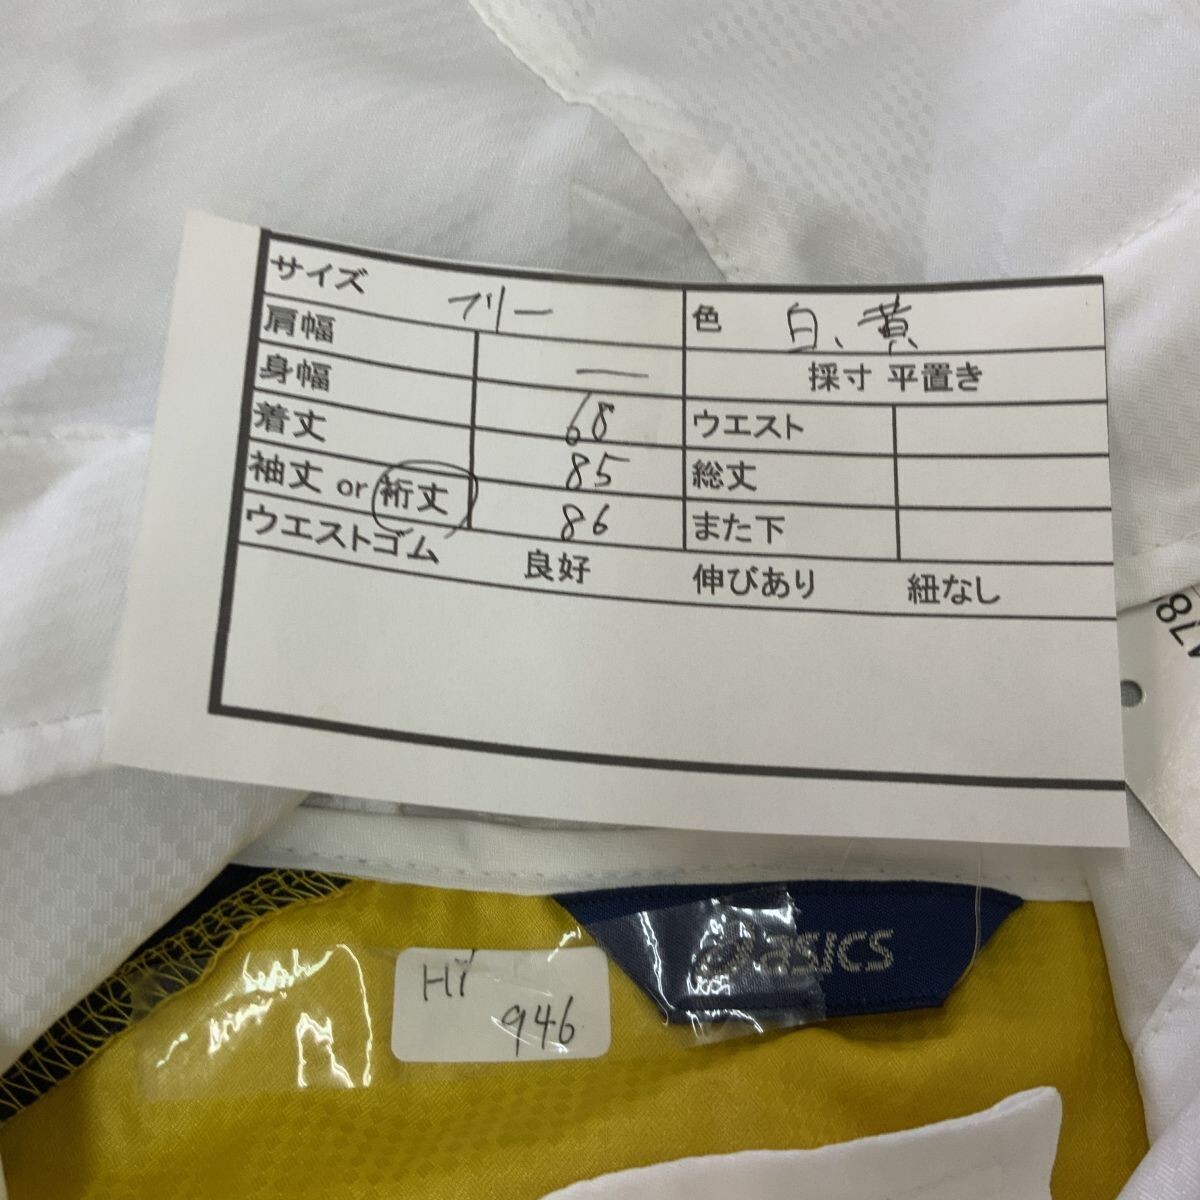 サイズ フリー 色 白、黄
肩幅 — 採寸 平置き
身幅 68 ウエスト
着丈 85 総丈
袖丈 or 裄丈 86 また下
ウエストゴム 良好 伸びあり 紐なし
asics
HY
946